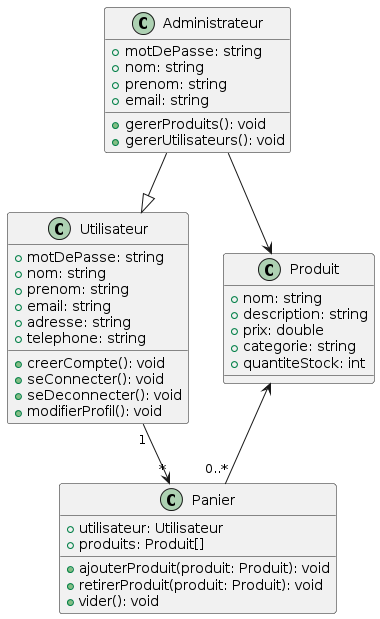 C Administrateur
motDePasse: string
nom: string
prenom: string
email: string
gererProduits(): void
gererUtilisateurs(): void
C Utilisateur
motDePasse: string
nom: string
prenom: string
email: string
adresse: string
telephone: string
creerCompte(): void
seConnecter(): void
seDeconnecter(): void
modifierProfil(): void
C Produit
nom: string
description: string
prix: double
categorie: string
quantiteStock: int
1
*
0..*
C Panier
utilisateur: Utilisateur
produits: Produit[]
ajouterProduit(produit: Produit): void
retirerProduit(produit: Produit): void
vider(): void